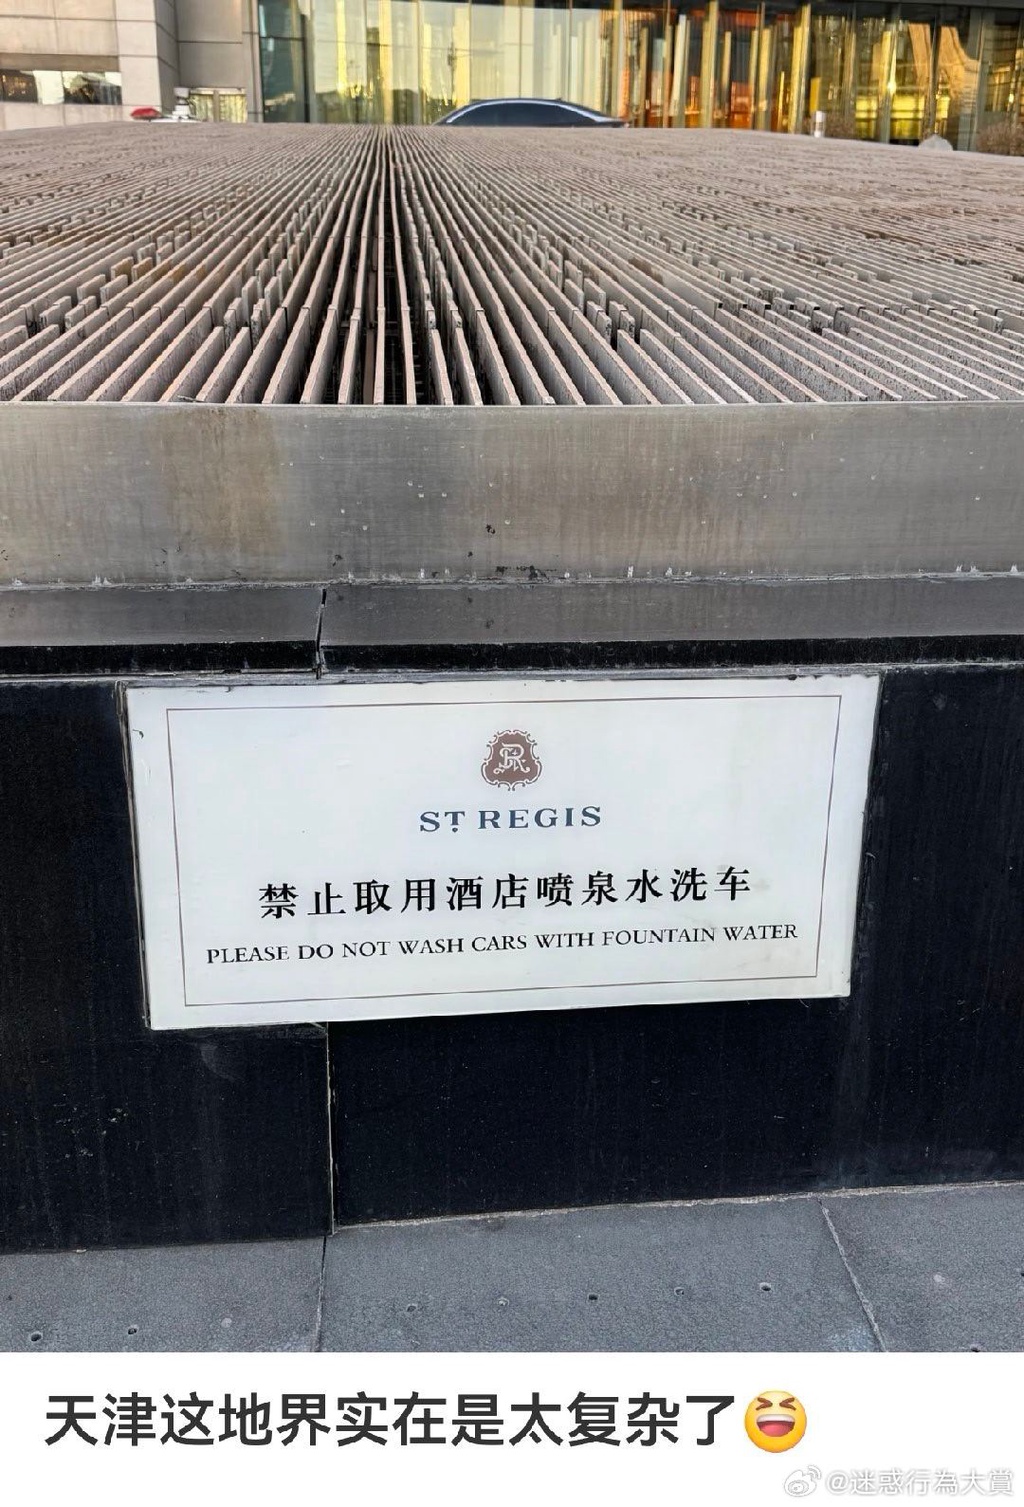 ST. REGIS
禁止取用酒店喷泉水洗车
PLEASE DO NOT WASH CARS WITH FOUNTAIN WATER
天津这地界实在是太复杂了😆
@迷惑行為大賞